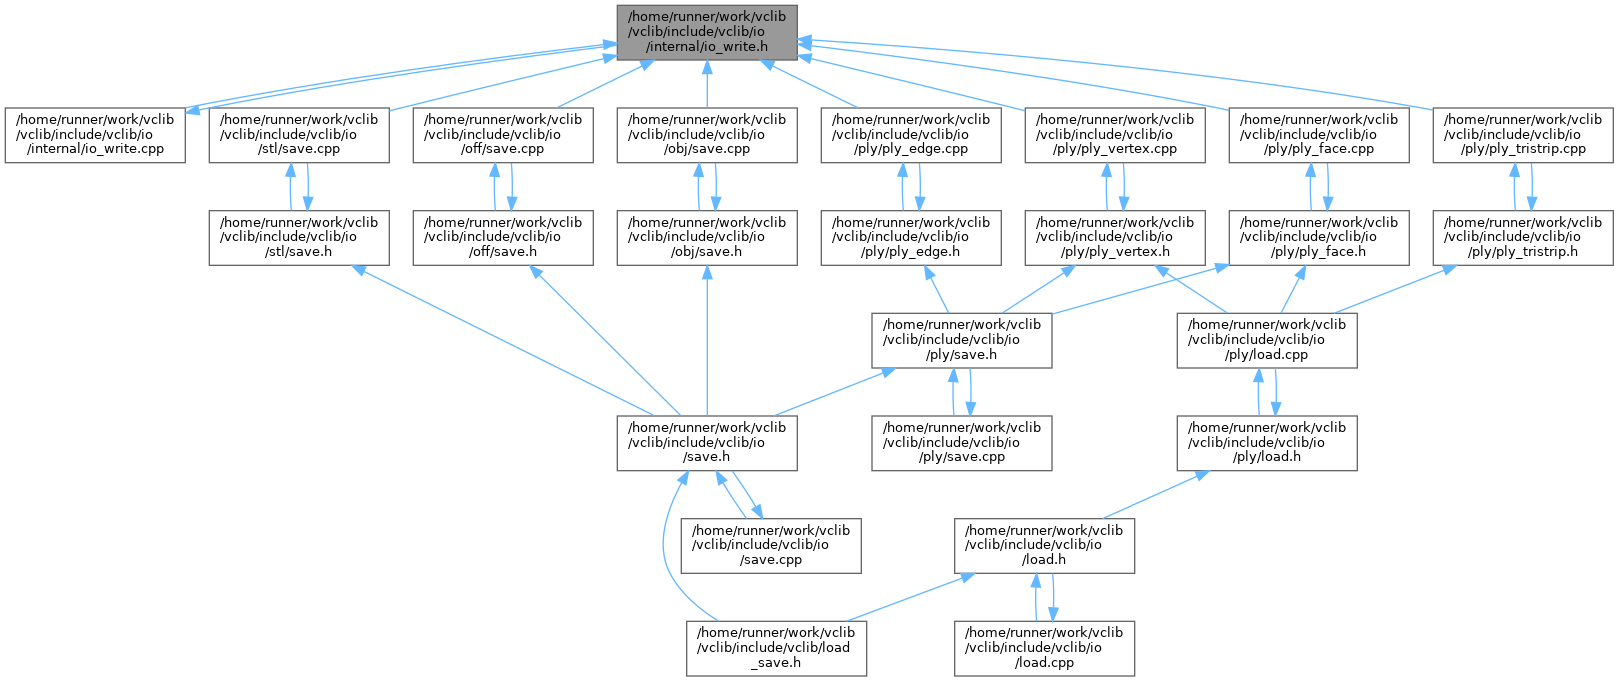 /home/runner/work/vclib
/vclib/include/vclib/io
/internal/io_write.h
/home/runner/work/vclib
/vclib/include/vclib/io
/internal/io_write.cpp
/home/runner/work/vclib
/vclib/include/vclib/io
/stl/save.cpp
/home/runner/work/vclib
/vclib/include/vclib/io
/off/save.cpp
/home/runner/work/vclib
/vclib/include/vclib/io
/obj/save.cpp
/home/runner/work/vclib
/vclib/include/vclib/io
/ply/ply_edge.cpp
/home/runner/work/vclib
/vclib/include/vclib/io
/ply/ply_vertex.cpp
/home/runner/work/vclib
/vclib/include/vclib/io
/ply/ply_face.cpp
/home/runner/work/vclib
/vclib/include/vclib/io
/ply/ply_tristrip.cpp
/home/runner/work/vclib
/vclib/include/vclib/io
/stl/save.h
/home/runner/work/vclib
/vclib/include/vclib/io
/off/save.h
/home/runner/work/vclib
/vclib/include/vclib/io
/obj/save.h
/home/runner/work/vclib
/vclib/include/vclib/io
/ply/ply_edge.h
/home/runner/work/vclib
/vclib/include/vclib/io
/ply/ply_vertex.h
/home/runner/work/vclib
/vclib/include/vclib/io
/ply/ply_face.h
/home/runner/work/vclib
/vclib/include/vclib/io
/ply/ply_tristrip.h
/home/runner/work/vclib
/vclib/include/vclib/io
/ply/save.h
/home/runner/work/vclib
/vclib/include/vclib/io
/ply/load.cpp
/home/runner/work/vclib
/vclib/include/vclib/io
/save.h
/home/runner/work/vclib
/vclib/include/vclib/io
/ply/save.cpp
/home/runner/work/vclib
/vclib/include/vclib/io
/ply/load.h
/home/runner/work/vclib
/vclib/include/vclib/io
/save.cpp
/home/runner/work/vclib
/vclib/include/vclib/io
/load.h
/home/runner/work/vclib
/vclib/include/vclib/load
_save.h
/home/runner/work/vclib
/vclib/include/vclib/io
/load.cpp